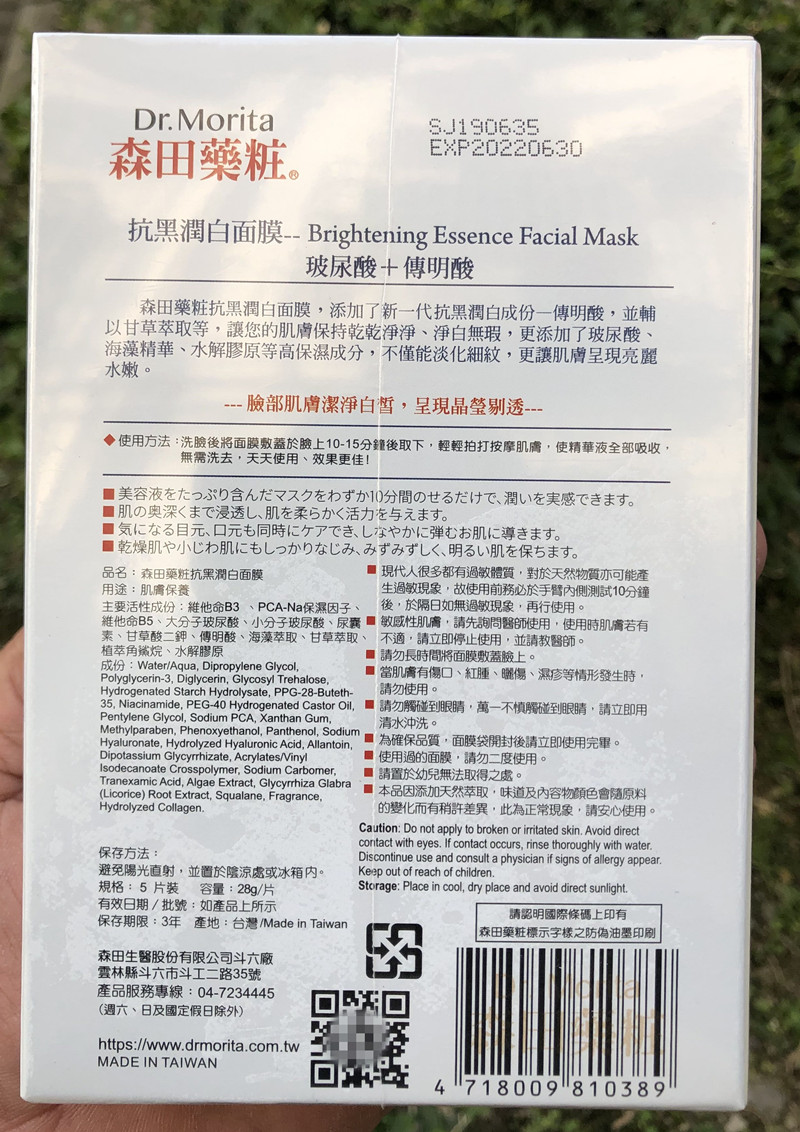 Dr.Morita
森田藥粧®
SJ190635
EXP20220630
抗黑潤白面膜-- Brightening Essence Facial Mask
玻尿酸＋傳明酸
森田藥粧抗黑潤白面膜，添加了新一代抗黑潤白成份—傳明酸，並輔
以甘草萃取等，讓您的肌膚保持乾乾淨淨、淨白無瑕，更添加了玻尿酸、
海藻精華、水解膠原等高保濕成分，不僅能淡化細紋，更讓肌膚呈現亮麗
水嫩。
--- 臉部肌膚潔淨白皙，呈現晶瑩剔透---
◆使用方法：洗臉後將面膜敷蓋於臉上10-15分鐘後取下，輕輕拍打按摩肌膚，使精華液全部吸收，
無需洗去，天天使用、效果更佳!
■美容液をたっぷり含んだマスクをわずか10分間のせるだけで、潤いを実感できます。
■肌の奥深くまで浸透し、肌を柔らかく活力を与えます。
■気になる目元、口元も同時にケアでき、しなやかに弾むお肌に導きます。
■乾燥肌や小じわ肌にもしっかりなじみ、みずみずしく、明るい肌を保ちます。
品名：森田藥粧抗黑潤白面膜
用途：肌膚保養
主要活性成份：維他命B3 、PCA-Na保濕因子、
維他命B5、大分子玻尿酸、小分子玻尿酸、尿囊
素、甘草酸二鉀、傳明酸、海藻萃取、甘草萃取、
植萃角鯊烷、水解膠原
成份：Water/Aqua, Dipropylene Glycol,
Polyglycerin-3, Diglycerin, Glycosyl Trehalose,
Hydrogenated Starch Hydrolysate, PPG-28-Buteth-
35, Niacinamide, PEG-40 Hydrogenated Castor Oil,
Pentylene Glycol, Sodium PCA, Xanthan Gum,
Methylparaben, Phenoxyethanol, Panthenol, Sodium
Hyaluronate, Hydrolyzed Hyaluronic Acid, Allantoin,
Dipotassium Glycyrrhizate, Acrylates/Vinyl
Isodecanoate Crosspolymer, Sodium Carbomer,
Tranexamic Acid, Algae Extract, Glycyrrhiza Glabra
(Licorice) Root Extract, Squalane, Fragrance,
Hydrolyzed Collagen.
■現代人很多都有過敏體質，對於天然物質亦可能產
生過敏現象，故使用前務必於手臂內側測試10分鐘
後，於隔日如無過敏現象，再行使用。
■敏感性肌膚，請先詢問醫師使用，使用時肌膚若有
不適，請立即停止使用，並請教醫師。
■請勿長時間將面膜敷蓋臉上。
■當肌膚有傷口、紅腫、曬傷、濕疹等情形發生時，
請勿使用。
■請勿觸碰到眼睛，萬一不慎觸碰到眼睛，請立即用
清水沖洗。
■為確保品質，面膜袋開封後請立即使用完畢。
■使用過的面膜，請勿二度使用。
■請置於幼兒無法取得之處。
■本品因添加天然萃取，味道及內容物顏色會隨原料
的變化而有稍許差異，此為正常現象，請安心使用。
Caution: Do not apply to broken or irritated skin. Avoid direct
contact with eyes. If contact occurs, rinse thoroughly with water.
Discontinue use and consult a physician if signs of allergy appear.
Keep out of reach of children.
Storage: Place in cool, dry place and avoid direct sunlight.
保存方法：
避免陽光直射，並置於陰涼處或冰箱內。
規格：5 片裝 容量：28g/片
有效日期/批號：如產品上所示
保存期限：3年 產地：台灣/Made in Taiwan
森田生醫股份有限公司斗六廠
雲林縣斗六市斗工二路35號
產品服務專線：04-7234445
（週六、日及國定假日除外）
https://www.drmorita.com.tw
MADE IN TAIWAN
請認明國際條碼上印有
森田藥粧標示字樣之防偽油墨印刷
Dr.Morita
森田藥粧
4 718009 810389